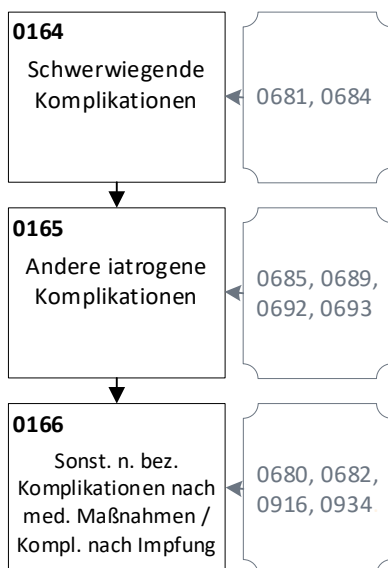 0164
Schwerwiegende
Komplikationen
0681, 0684
0165
Andere iatrogene
Komplikationen
0685, 0689,
0692, 0693
0166
Sonst. n. bez.
Komplikationen nach
med. Maßnahmen /
Kompl. nach Impfung
0680, 0682,
0916, 0934